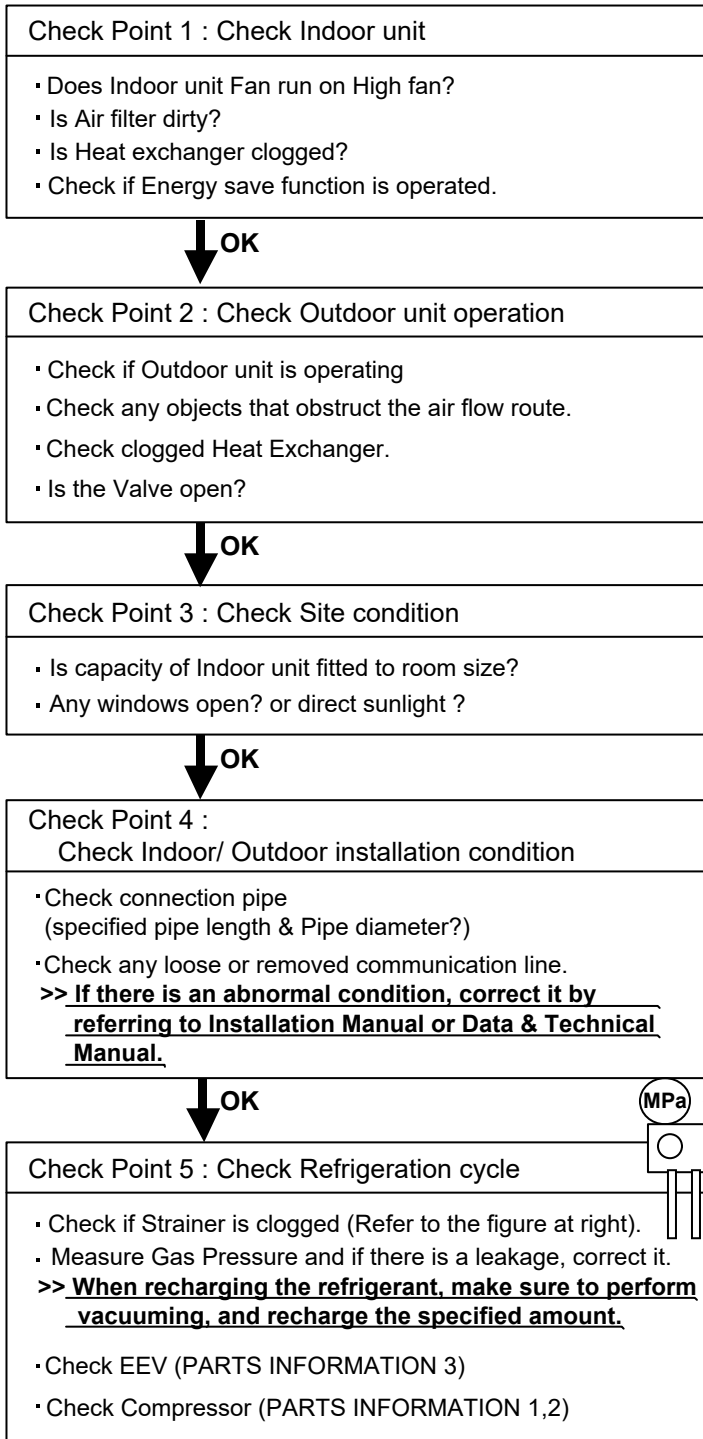 Check Point 1 : Check Indoor unit
· Does Indoor unit Fan run on High fan?
· Is Air filter dirty?
· Is Heat exchanger clogged?
· Check if Energy save function is operated.
OK
Check Point 2 : Check Outdoor unit operation
· Check if Outdoor unit is operating
· Check any objects that obstruct the air flow route.
· Check clogged Heat Exchanger.
· Is the Valve open?
OK
Check Point 3 : Check Site condition
· Is capacity of Indoor unit fitted to room size?
· Any windows open? or direct sunlight ?
OK
Check Point 4 :
Check Indoor/ Outdoor installation condition
· Check connection pipe
(specified pipe length & Pipe diameter?)
· Check any loose or removed communication line.
>> If there is an abnormal condition, correct it by
referring to Installation Manual or Data & Technical
Manual.
OK
MPa
Check Point 5 : Check Refrigeration cycle
· Check if Strainer is clogged (Refer to the figure at right).
· Measure Gas Pressure and if there is a leakage, correct it.
>> When recharging the refrigerant, make sure to perform
vacuuming, and recharge the specified amount.
· Check EEV (PARTS INFORMATION 3)
· Check Compressor (PARTS INFORMATION 1,2)